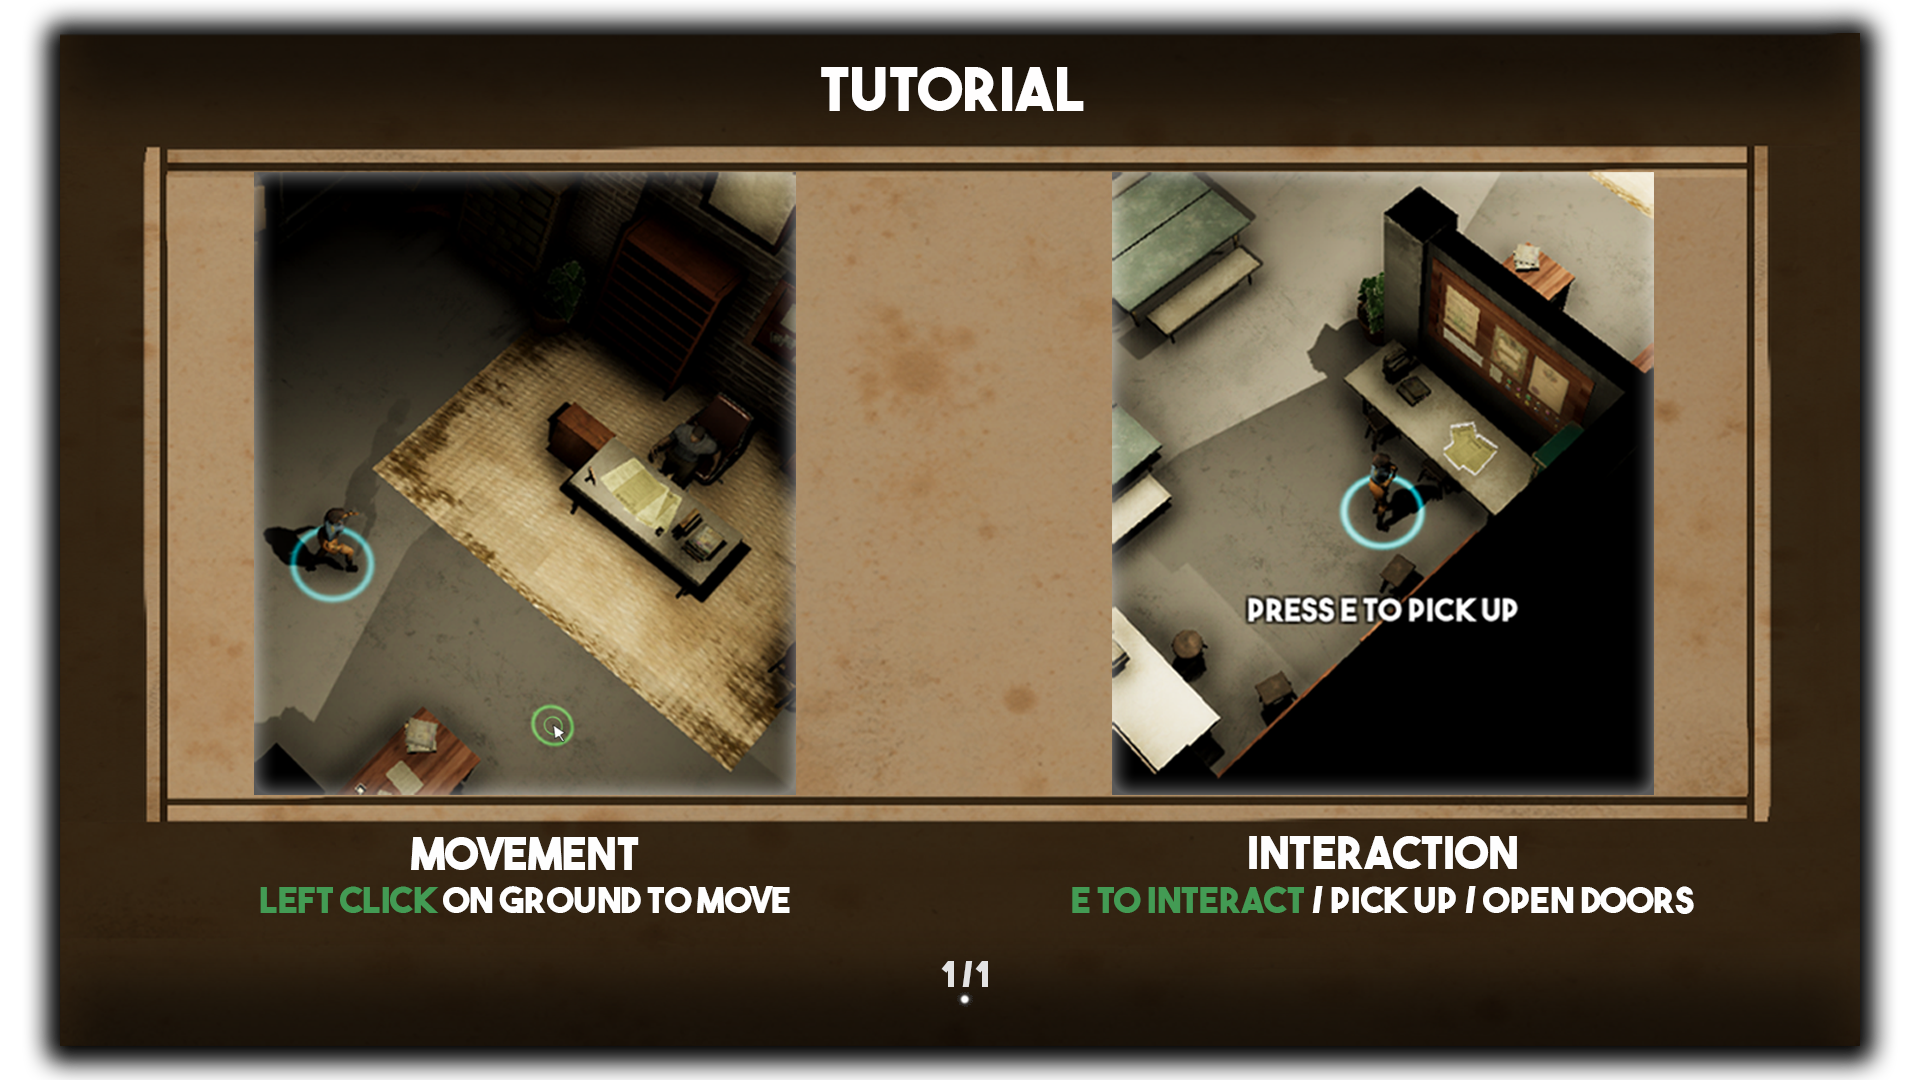 TUTORIAL
PRESS E TO PICK UP
MOVEMENT
LEFT CLICK ON GROUND TO MOVE
INTERACTION
E TO INTERACT / PICK UP / OPEN DOORS
1/1